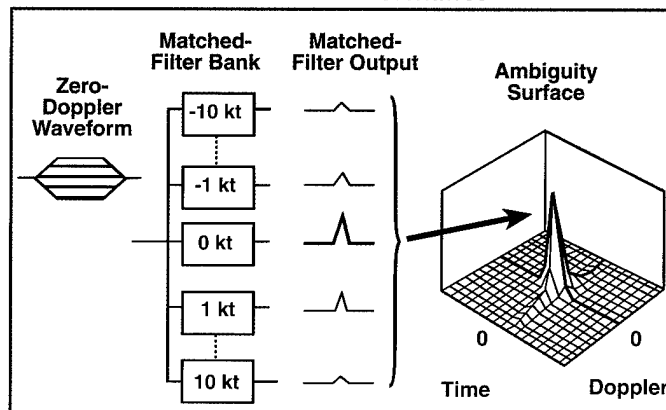 Matched-
Filter Bank
Matched-
Filter Output
Zero-
Doppler
Waveform
Ambiguity
Surface
-10 kt
-1 kt
0 kt
1 kt
10 kt
0
0
Time
Doppler